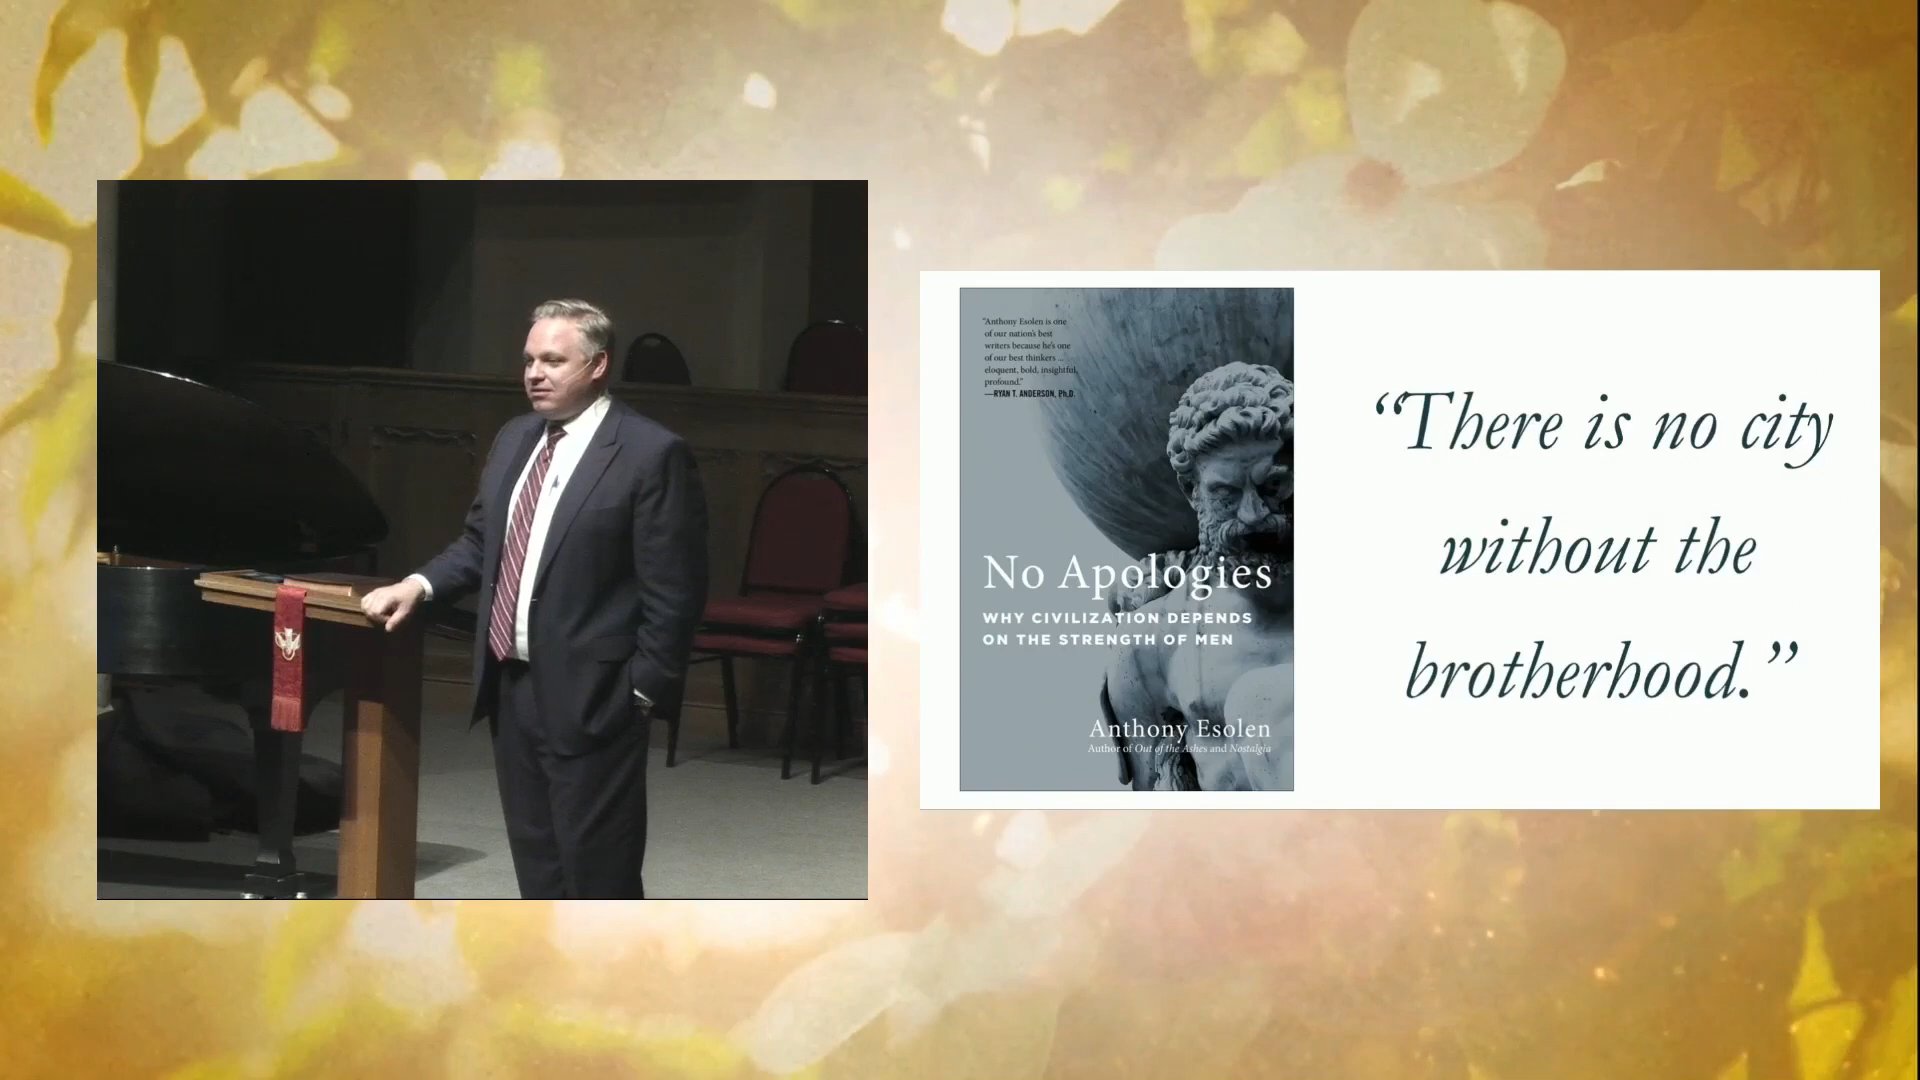 “Anthony Esolen is one
of our nation’s best
writers because he’s one
of our best thinkers ...
eloquent, bold, insightful,
profound.”
—RYAN T. ANDERSON, Ph.D.
No Apologies
WHY CIVILIZATION DEPENDS
ON THE STRENGTH OF MEN
Anthony Esolen
Author of Out of the Ashes and Nostalgia
“There is no city
without the
brotherhood.”